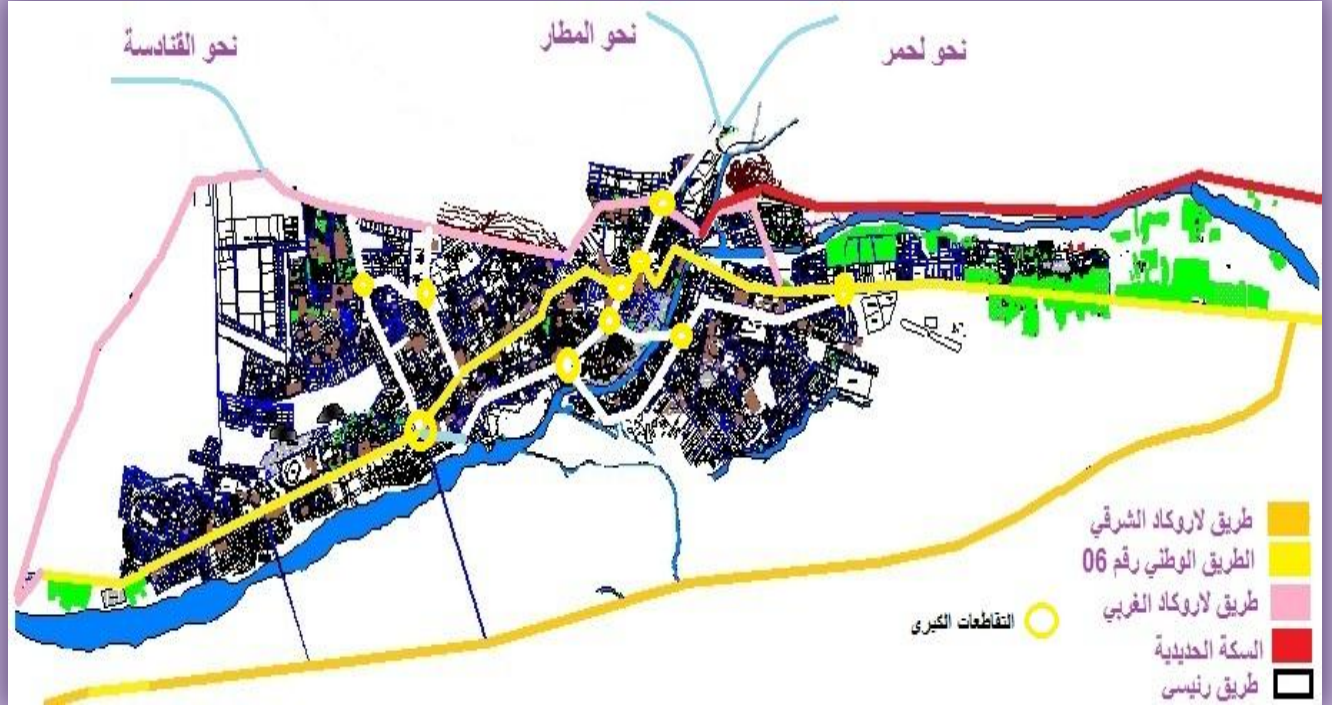 نحو القنادسة
نحو المطار
نحو لحمر
طريق لاروكاد الشرقي
الطريق الوطني رقم 06
طريق لاروكاد الغربي
السكة الحديدية
طريق رئيسي
التقاطعات الكبرى